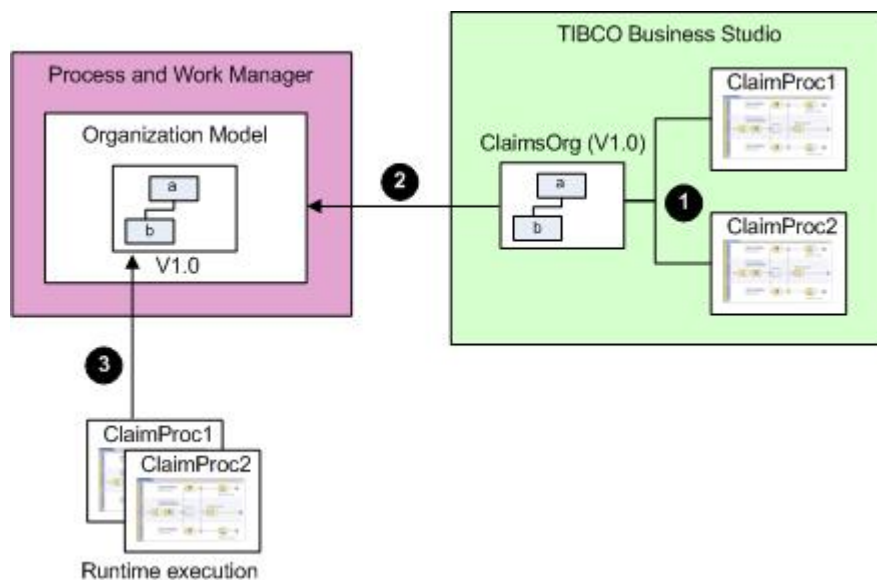 TIBCO Business Studio
Process and Work Manager
ClaimProc1
Organization Model
ClaimsOrg (V1.0)
a
b
V1.0
2
a
b
1
ClaimProc2
3
ClaimProc1
ClaimProc2
Runtime execution